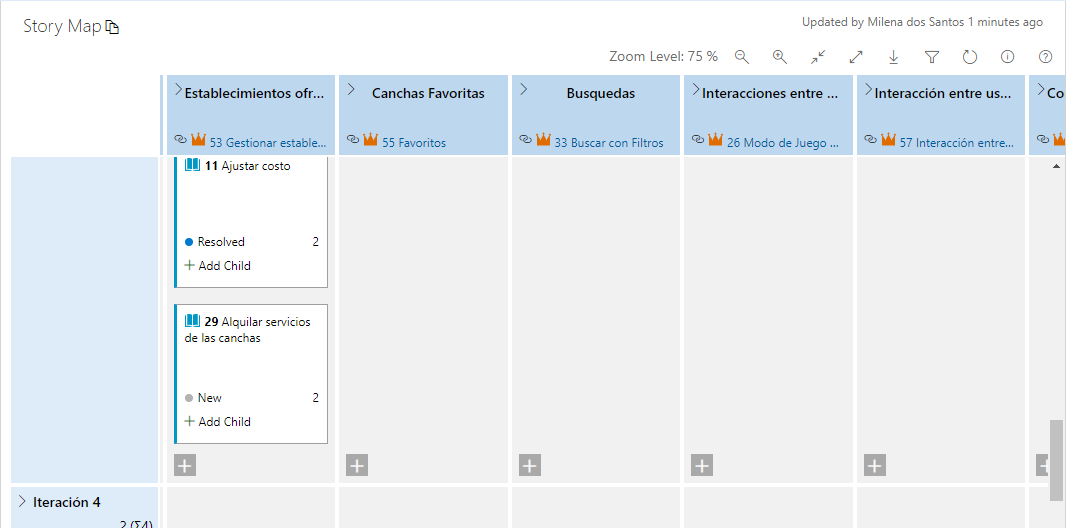 Story Map
Updated by Milena dos Santos 1 minutes ago
Zoom Level: 75 %
Establecimientos ofr...
Canchas Favoritas
Busquedas
Interacciones entre ...
Interacción entre us...
Co
53 Gestionar estable...
55 Favoritos
33 Buscar con Filtros
26 Modo de Juego ...
57 Interacción entre...
11 Ajustar costo
Resolved 2
Add Child
29 Alquilar servicios
de las canchas
New 2
Add Child
Iteración 4
2 (Σ4)